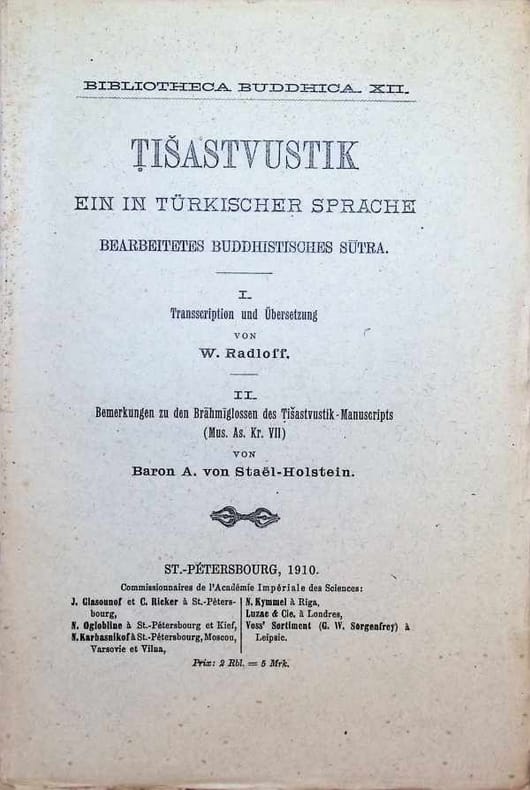 BIBLIOTHECA BUDDHICA. XII.
ṬIŠASTVUSTIK
EIN IN TÜRKISCHER SPRACHE
BEARBEITETES BUDDHISTISCHES SŪTRA.
I.
Transscription und Übersetzung
VON
W. Radloff.
II.
Bemerkungen zu den Brāhmīglossen des Ṭišastvustik-Manuscripts
(Mus. As. Kr. VII)
VON
Baron A. von Staël-Holstein.
ST.-PÉTERSBOURG, 1910.
Commissionnaires de l'Académie Impériale des Sciences:
J. Glasounof et C. Ricker à St.-Péters-
bourg,
N. Oglobline à St.-Pétersbourg et Kief,
N. Karbasnikof à St.-Pétersbourg, Moscou,
Varsovie et Vilna,
N. Kymmel à Riga,
Luzac & Cie. à Londres,
Voss' Sortiment (G. W. Sorgenfrey) à
Leipsic.
Prix: 2 Rbl. = 5 Mrk.